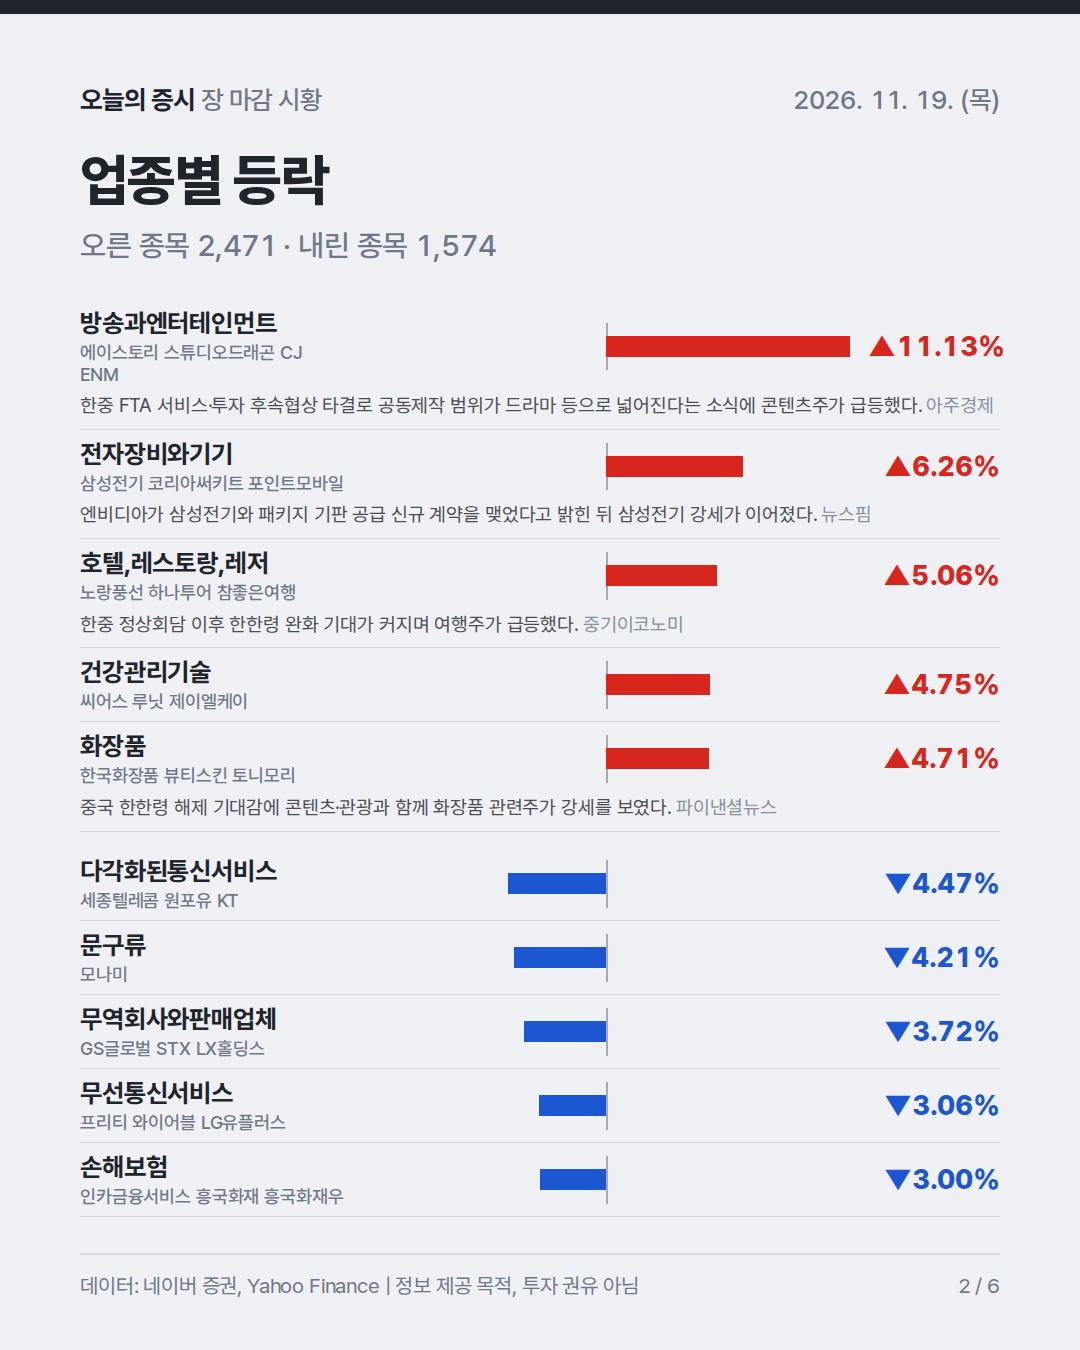 오늘의 증시 장 마감 시황
2026. 11. 19. (목)
업종별 등락
오른 종목 2,471 · 내린 종목 1,574
방송과엔터테인먼트
에이스토리 스튜디오드래곤 CJ
ENM
▲11.13%
한중 FTA 서비스·투자 후속협상 타결로 공동제작 범위가 드라마 등으로 넓어진다는 소식에 콘텐츠주가 급등했다. 아주경제
전자장비와기기
삼성전기 코리아써키트 포인트모바일
▲6.26%
엔비디아가 삼성전기와 패키지 기판 공급 신규 계약을 맺었다고 밝힌 뒤 삼성전기 강세가 이어졌다. 뉴스핌
호텔,레스토랑,레저
노랑풍선 하나투어 참좋은여행
▲5.06%
한중 정상회담 이후 한한령 완화 기대가 커지며 여행주가 급등했다. 중기이코노미
건강관리기술
씨어스 루닛 제이엘케이
▲4.75%
화장품
한국화장품 뷰티스킨 토니모리
▲4.71%
중국 한한령 해제 기대감에 콘텐츠·관광과 함께 화장품 관련주가 강세를 보였다. 파이낸셜뉴스
다각화된통신서비스
세종텔레콤 원포유 KT
▼4.47%
문구류
모나미
▼4.21%
무역회사와판매업체
GS글로벌 STX LX홀딩스
▼3.72%
무선통신서비스
프리티 와이어블 LG유플러스
▼3.06%
손해보험
인카금융서비스 흥국화재 흥국화재우
▼3.00%
데이터: 네이버 증권, Yahoo Finance | 정보 제공 목적, 투자 권유 아님
2 / 6